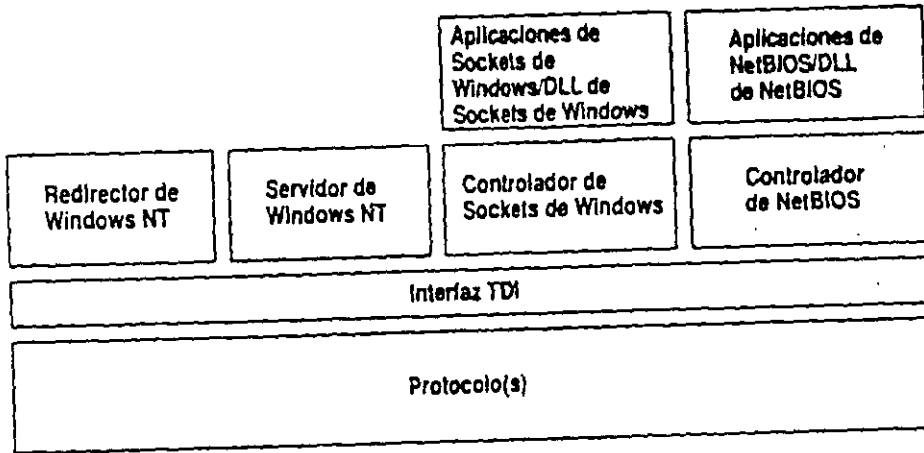 Aplicaciones de
Sockets de
Windows/DLL de
Sockets de Windows
Aplicaciones de
NetBIOS/DLL
de NetBIOS
Redirector de
Windows NT
Servidor de
Windows NT
Controlador de
Sockets de Windows
Controlador
de NetBIOS
Interfaz TDI
Protocolo(s)